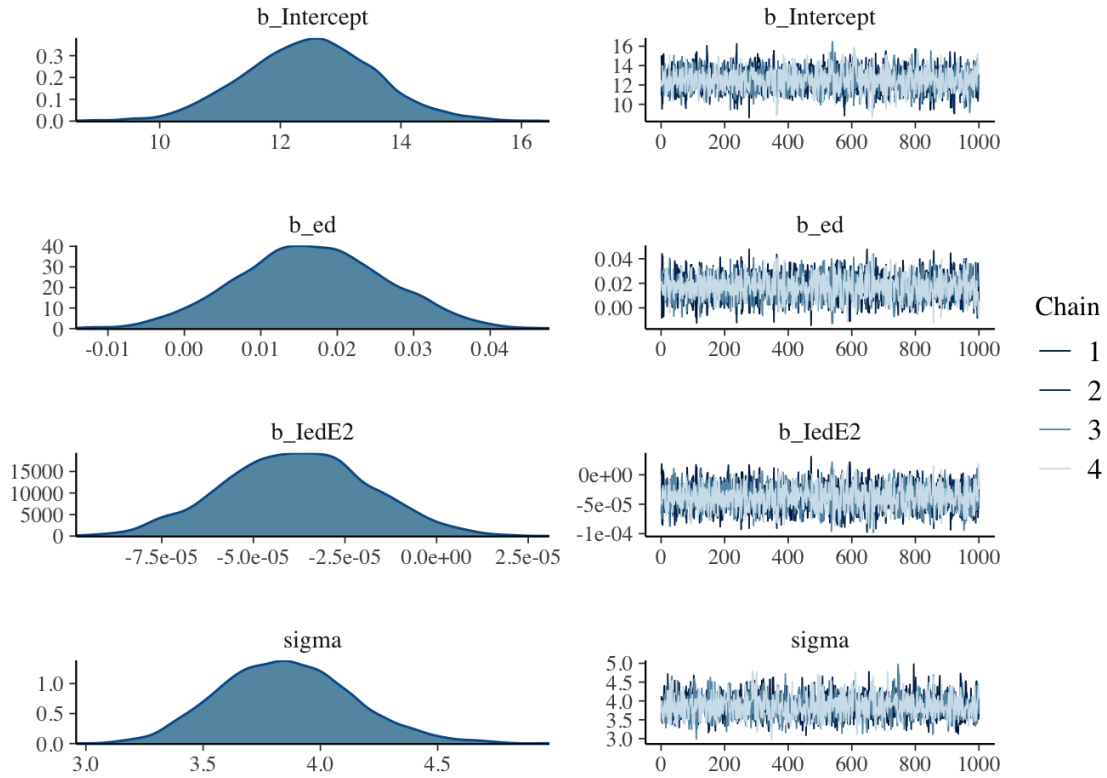 b_Intercept
0.3
0.2
0.1
0.0
10 12 14 16
b_Intercept
16
14
12
10
0 200 400 600 800 1000
b_ed
40
30
20
10
0
-0.01 0.00 0.01 0.02 0.03 0.04
b_ed
0.04
0.02
0.00
0 200 400 600 800 1000
b_IedE2
15000
10000
5000
0
-7.5e-05 -5.0e-05 -2.5e-05 0.0e+00 2.5e-05
b_IedE2
0e+00
-5e-05
-1e-04
0 200 400 600 800 1000
sigma
1.0
0.5
0.0
3.0 3.5 4.0 4.5
sigma
5.0
4.5
4.0
3.5
3.0
0 200 400 600 800 1000
Chain
1
2
3
4